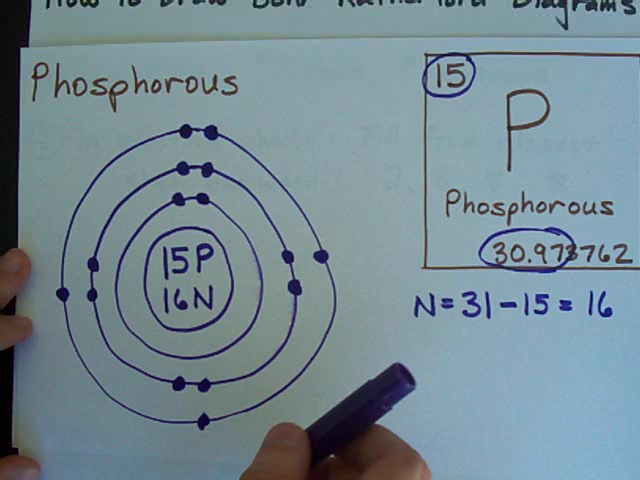 How to Draw Bohr Rutherford Diagrams
Phosphorous
15P
16N
15
P
Phosphorous
30.973762
N = 31 - 15 = 16